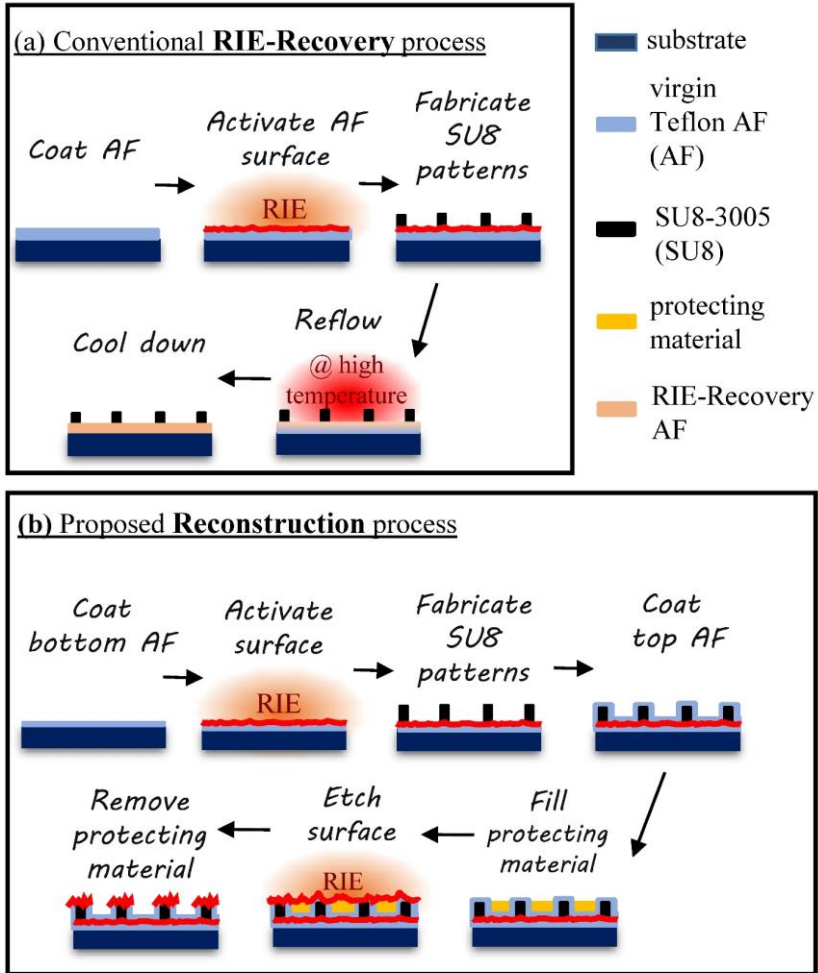 (a) Conventional RIE-Recovery process
Coat AF
Activate AF
surface
Fabricate
SU8
patterns
RIE
Reflow
@ high
temperature
Cool down
substrate
virgin
Teflon AF
(AF)
SU8-3005
(SU8)
protecting
material
RIE-Recovery
AF
(b) Proposed Reconstruction process
Coat
bottom AF
Activate
surface
Fabricate
SU8
patterns
Coat
top AF
RIE
Remove
protecting
material
Etch
surface
Fill
protecting
material
RIE